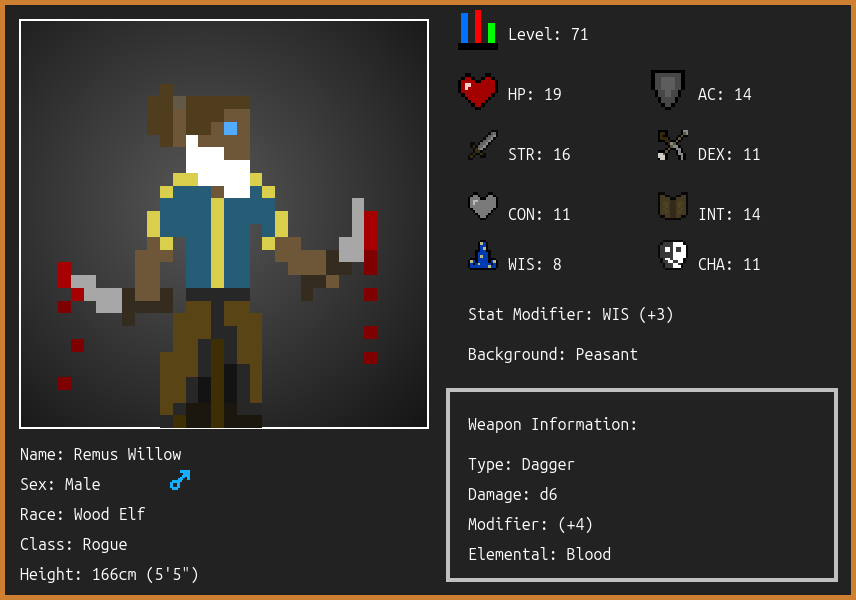 Level: 71
HP: 19
AC: 14
STR: 16
DEX: 11
CON: 11
INT: 14
WIS: 8
CHA: 11
Stat Modifier: WIS (+3)
Background: Peasant
Weapon Information:
Type: Dagger
Damage: d6
Modifier: (+4)
Elemental: Blood
Name: Remus Willow
Sex: Male
Race: Wood Elf
Class: Rogue
Height: 166cm (5'5")